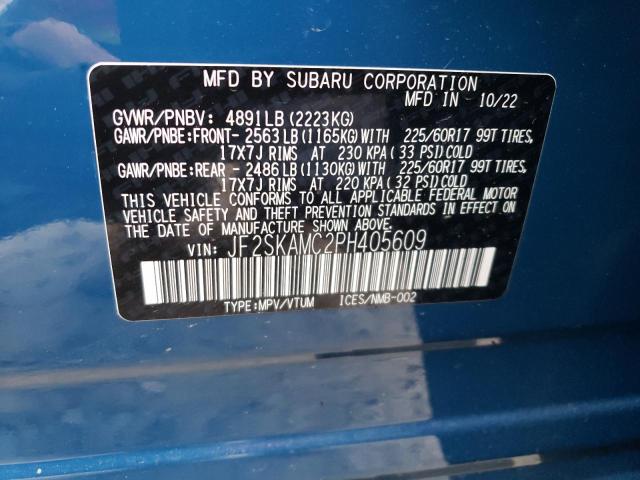 MFD BY SUBARU CORPORATION
MFD IN 10/22
GVWR/PNBV: 4891LB(2223KG)
GAWR/PNBE:FRONT- 2563LB(1165KG)WITH 225/60R17 99T TIRES,
17X7J RIMS AT 230 KPA(33 PSI)COLD
GAWR/PNBE:REAR - 2486LB(1130KG)WITH 225/60R17 99T TIRES,
17X7J RIMS AT 220 KPA(32 PSI)COLD
THIS VEHICLE CONFORMS TO ALL APPLICABLE FEDERAL MOTOR
VEHICLE SAFETY AND THEFT PREVENTION STANDARDS IN EFFECT ON
THE DATE OF MANUFACTURE SHOWN ABOVE.
VIN: JF2SKAMC2PH405609
TYPE:MPV/VTUM ICES/NMB-002